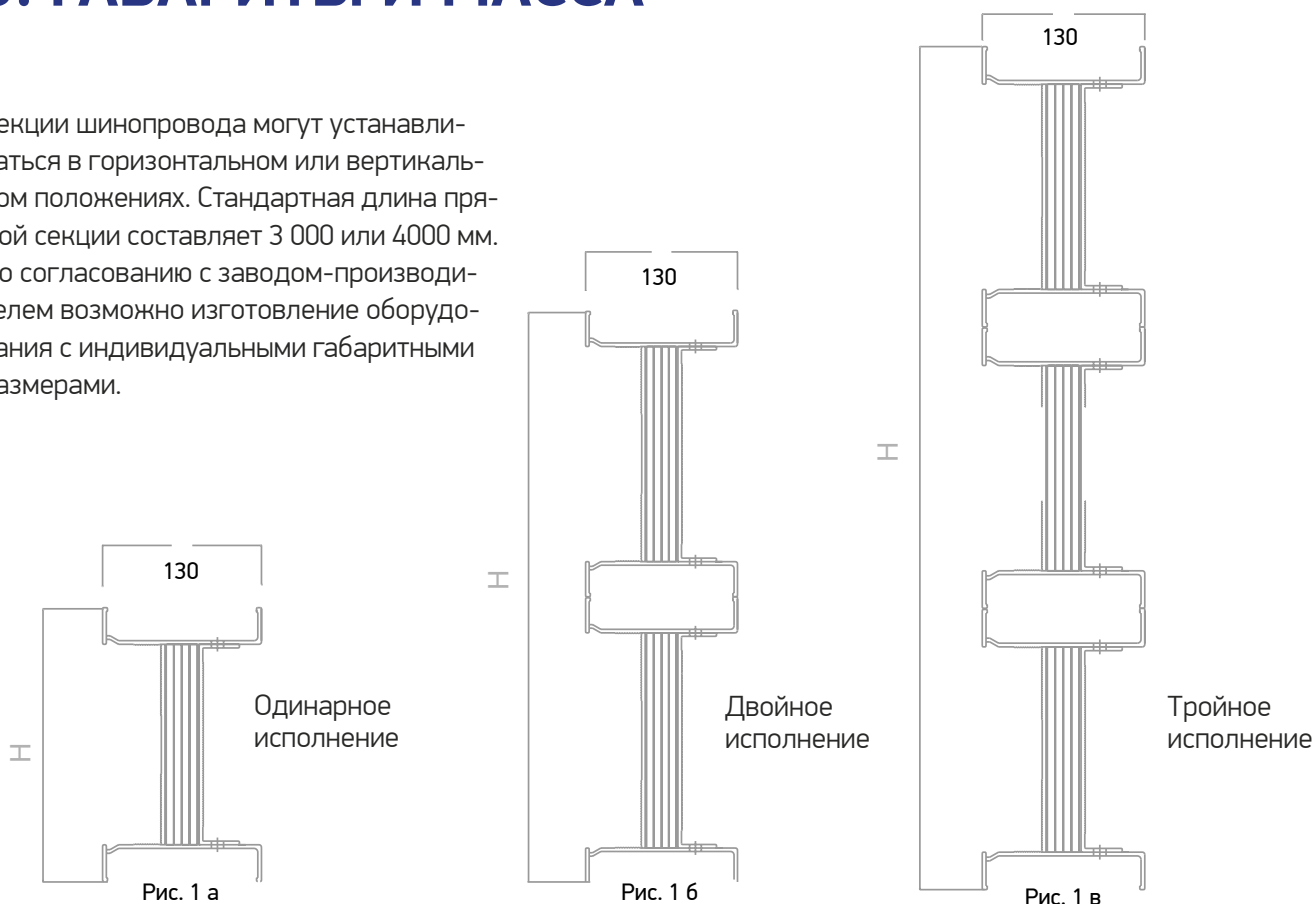 ГАБАРИТЫ И МАССА
екции шинопровода могут устанавли-
аться в горизонтальном или вертикаль-
ом положениях. Стандартная длина пря-
ой секции составляет 3 000 или 4000 мм.
о согласованию с заводом-производи-
елем возможно изготовление оборудо-
ания с индивидуальными габаритными
азмерами.
130
H
Одинарное
исполнение
Рис. 1 а
130
H
Двойное
исполнение
Рис. 1 б
130
H
Тройное
исполнение
Рис. 1 в